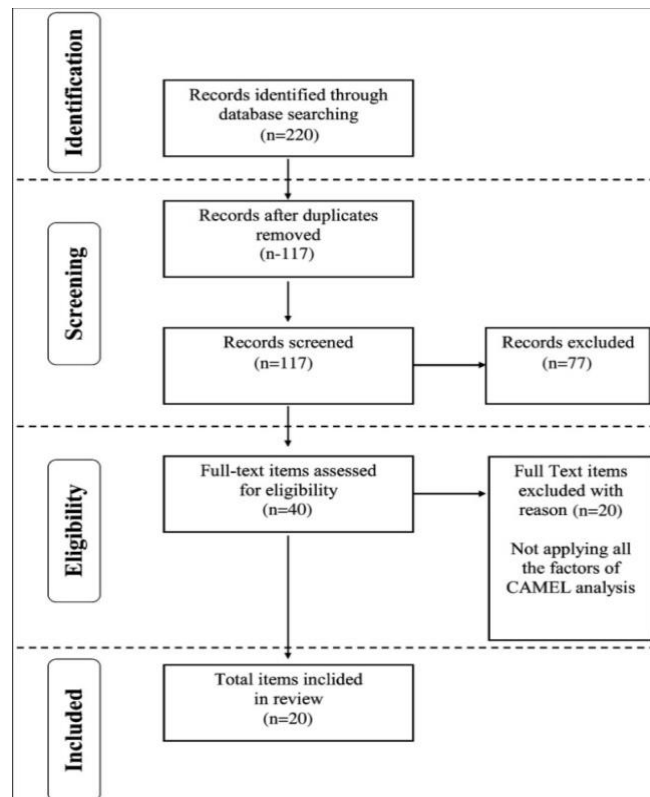 Identification
Records identified through
database searching
(n=220)
Screening
Records after duplicates
removed
(n-117)
Records screened
(n=117)
Records excluded
(n=77)
Eligibility
Full-text items assessed
for eligibility
(n=40)
Full Text items
excluded with
reason (n=20)
Not applying all
the factors of
CAMEL analysis
Included
Total items inclided
in review
(n=20)